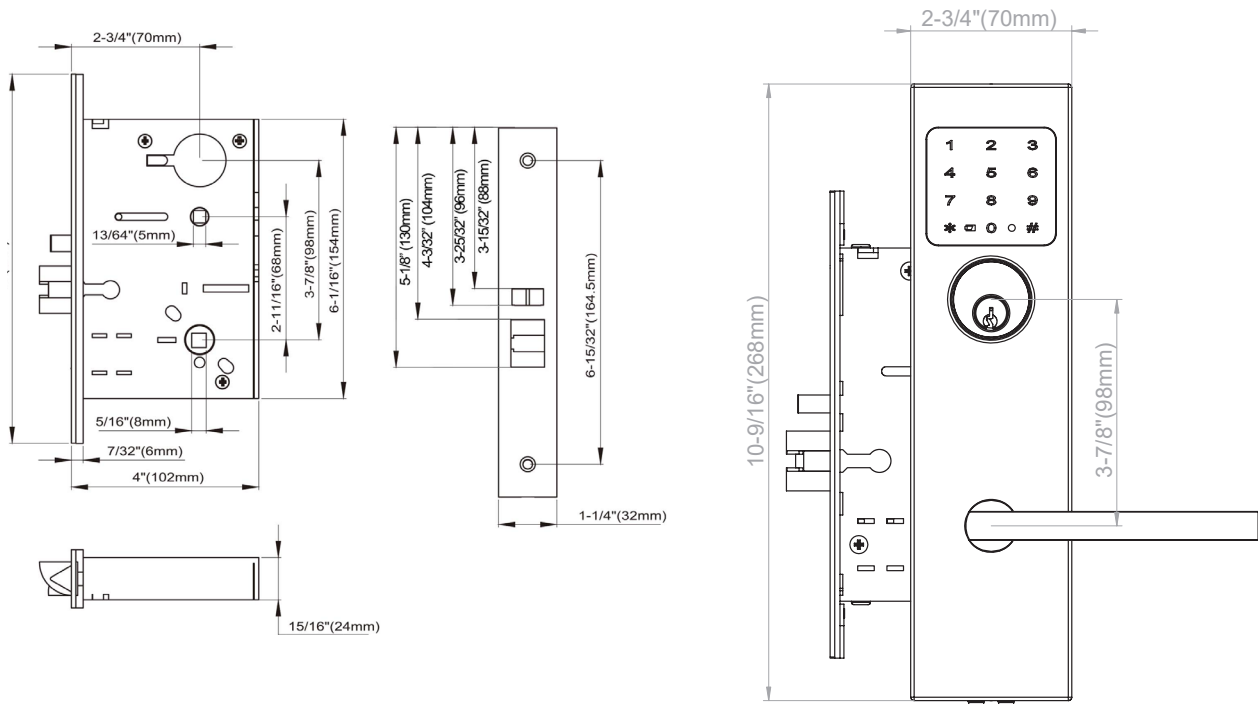 2-3/4"(70mm)
13/64"(5mm)
2-11/16"(68mm)
3-7/8"(98mm)
6-1/16"(154mm)
5/16"(8mm)
7/32"(6mm)
4"(102mm)
15/16"(24mm)
5-1/8"(130mm)
4-3/32"(104mm)
3-25/32"(96mm)
3-15/32"(88mm)
6-15/32"(164.5mm)
1-1/4"(32mm)
2-3/4"(70mm)
1 2 3
4 5 6
7 8 9
* 0 #
10-9/16"(268mm)
3-7/8"(98mm)